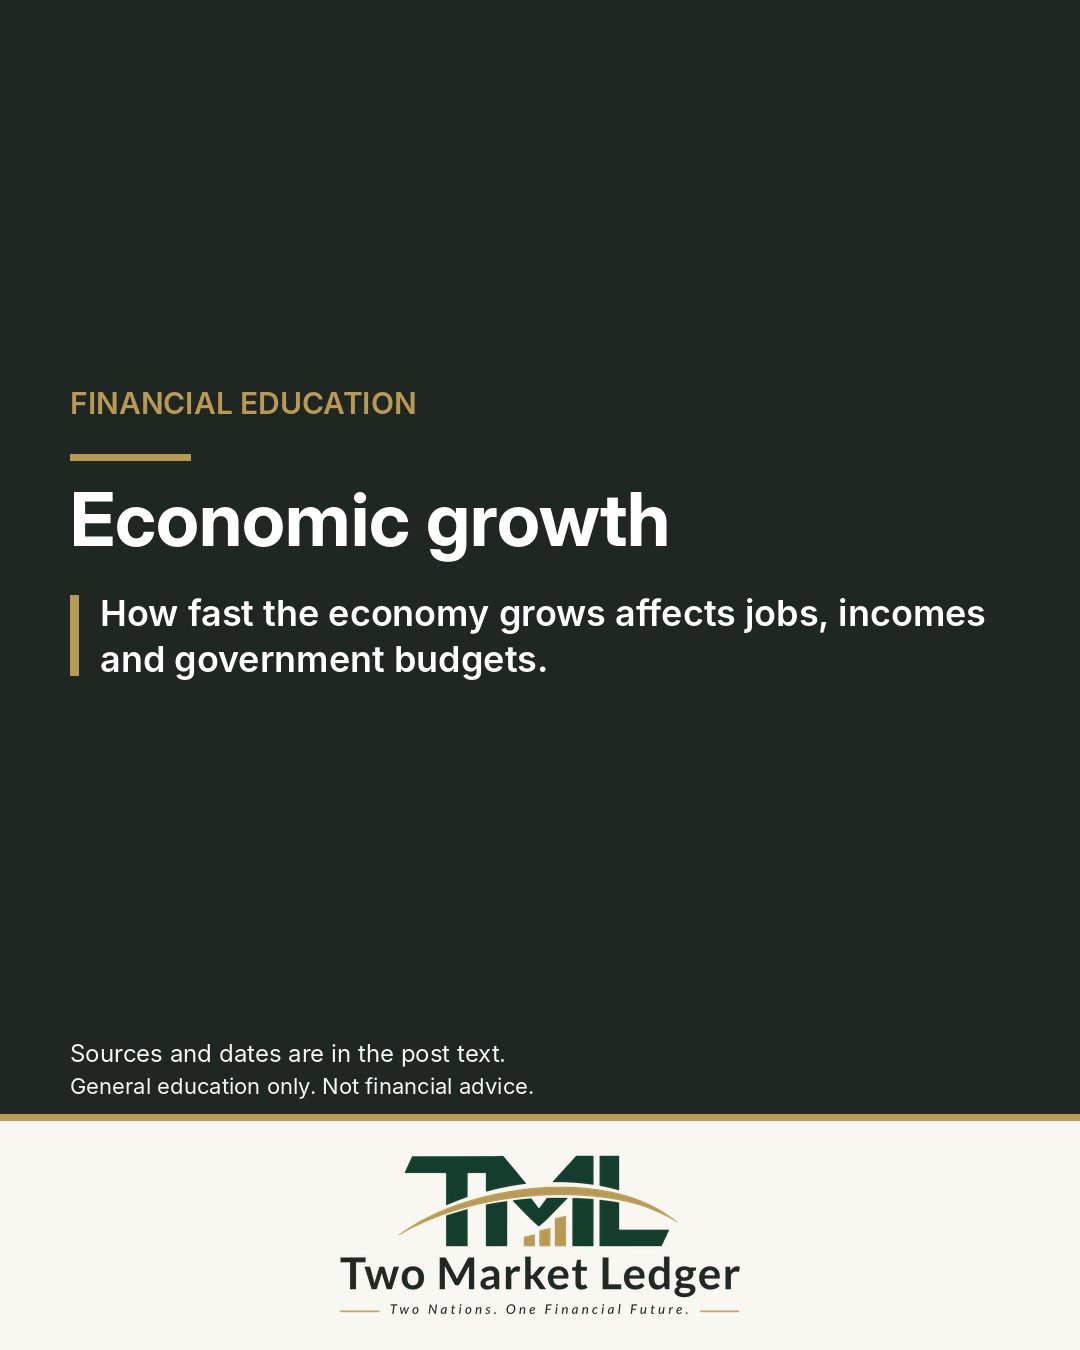 FINANCIAL EDUCATION
Economic growth
How fast the economy grows affects jobs, incomes
and government budgets.
Sources and dates are in the post text.
General education only. Not financial advice.
TML
Two Market Ledger
Two Nations. One Financial Future.